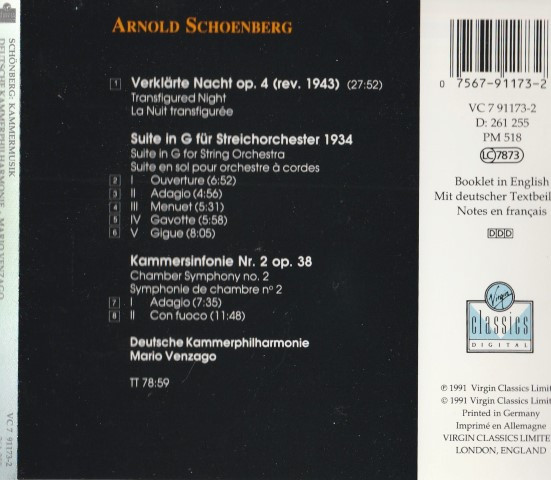 SCHÖNBERG: KAMMERMUSIK
DEUTSCHE KAMMERPHILHARMONIE · MARIO VENZAGO
VC 7 91173-2
ARNOLD SCHOENBERG
1 Verklärte Nacht op. 4 (rev. 1943) (27:52)
Transfigured Night
La Nuit transfigurée
Suite in G für Streichorchester 1934
Suite in G for String Orchestra
Suite en sol pour orchestre à cordes
2 I Ouverture (6:52)
3 II Adagio (4:56)
4 III Menuet (5:31)
5 IV Gavotte (5:58)
6 V Gigue (8:05)
Kammersinfonie Nr. 2 op. 38
Chamber Symphony no. 2
Symphonie de chambre nº 2
7 I Adagio (7:35)
8 II Con fuoco (11:48)
Deutsche Kammerphilharmonie
Mario Venzago
TT 78:59
0 7567-91173-2
VC 7 91173-2
D: 261 255
PM 518
LC 7873
Booklet in English
Mit deutscher Textbeil
Notes en français
DDD
Virgin
classics
DIGITAL
℗ 1991 Virgin Classics Limit
© 1991 Virgin Classics Limit
Printed in Germany
Imprimé en Allemagne
VIRGIN CLASSICS LIMITE
LONDON, ENGLAND